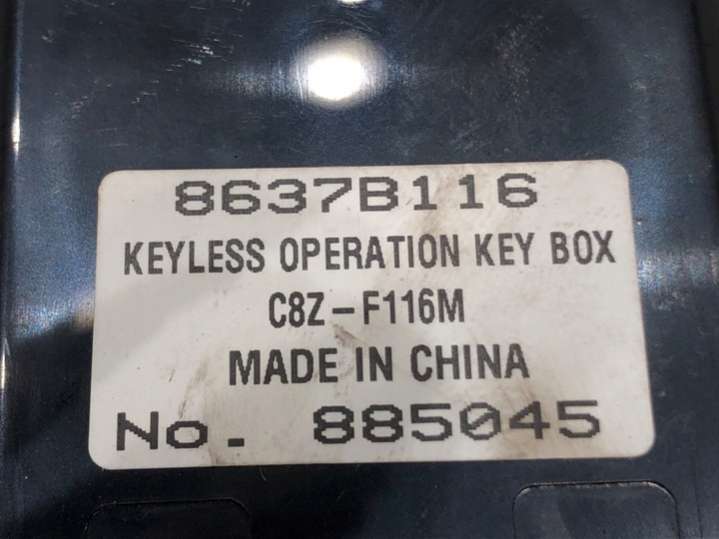 8637B116
KEYLESS OPERATION KEY BOX
C8Z-F116M
MADE IN CHINA
No. 885045